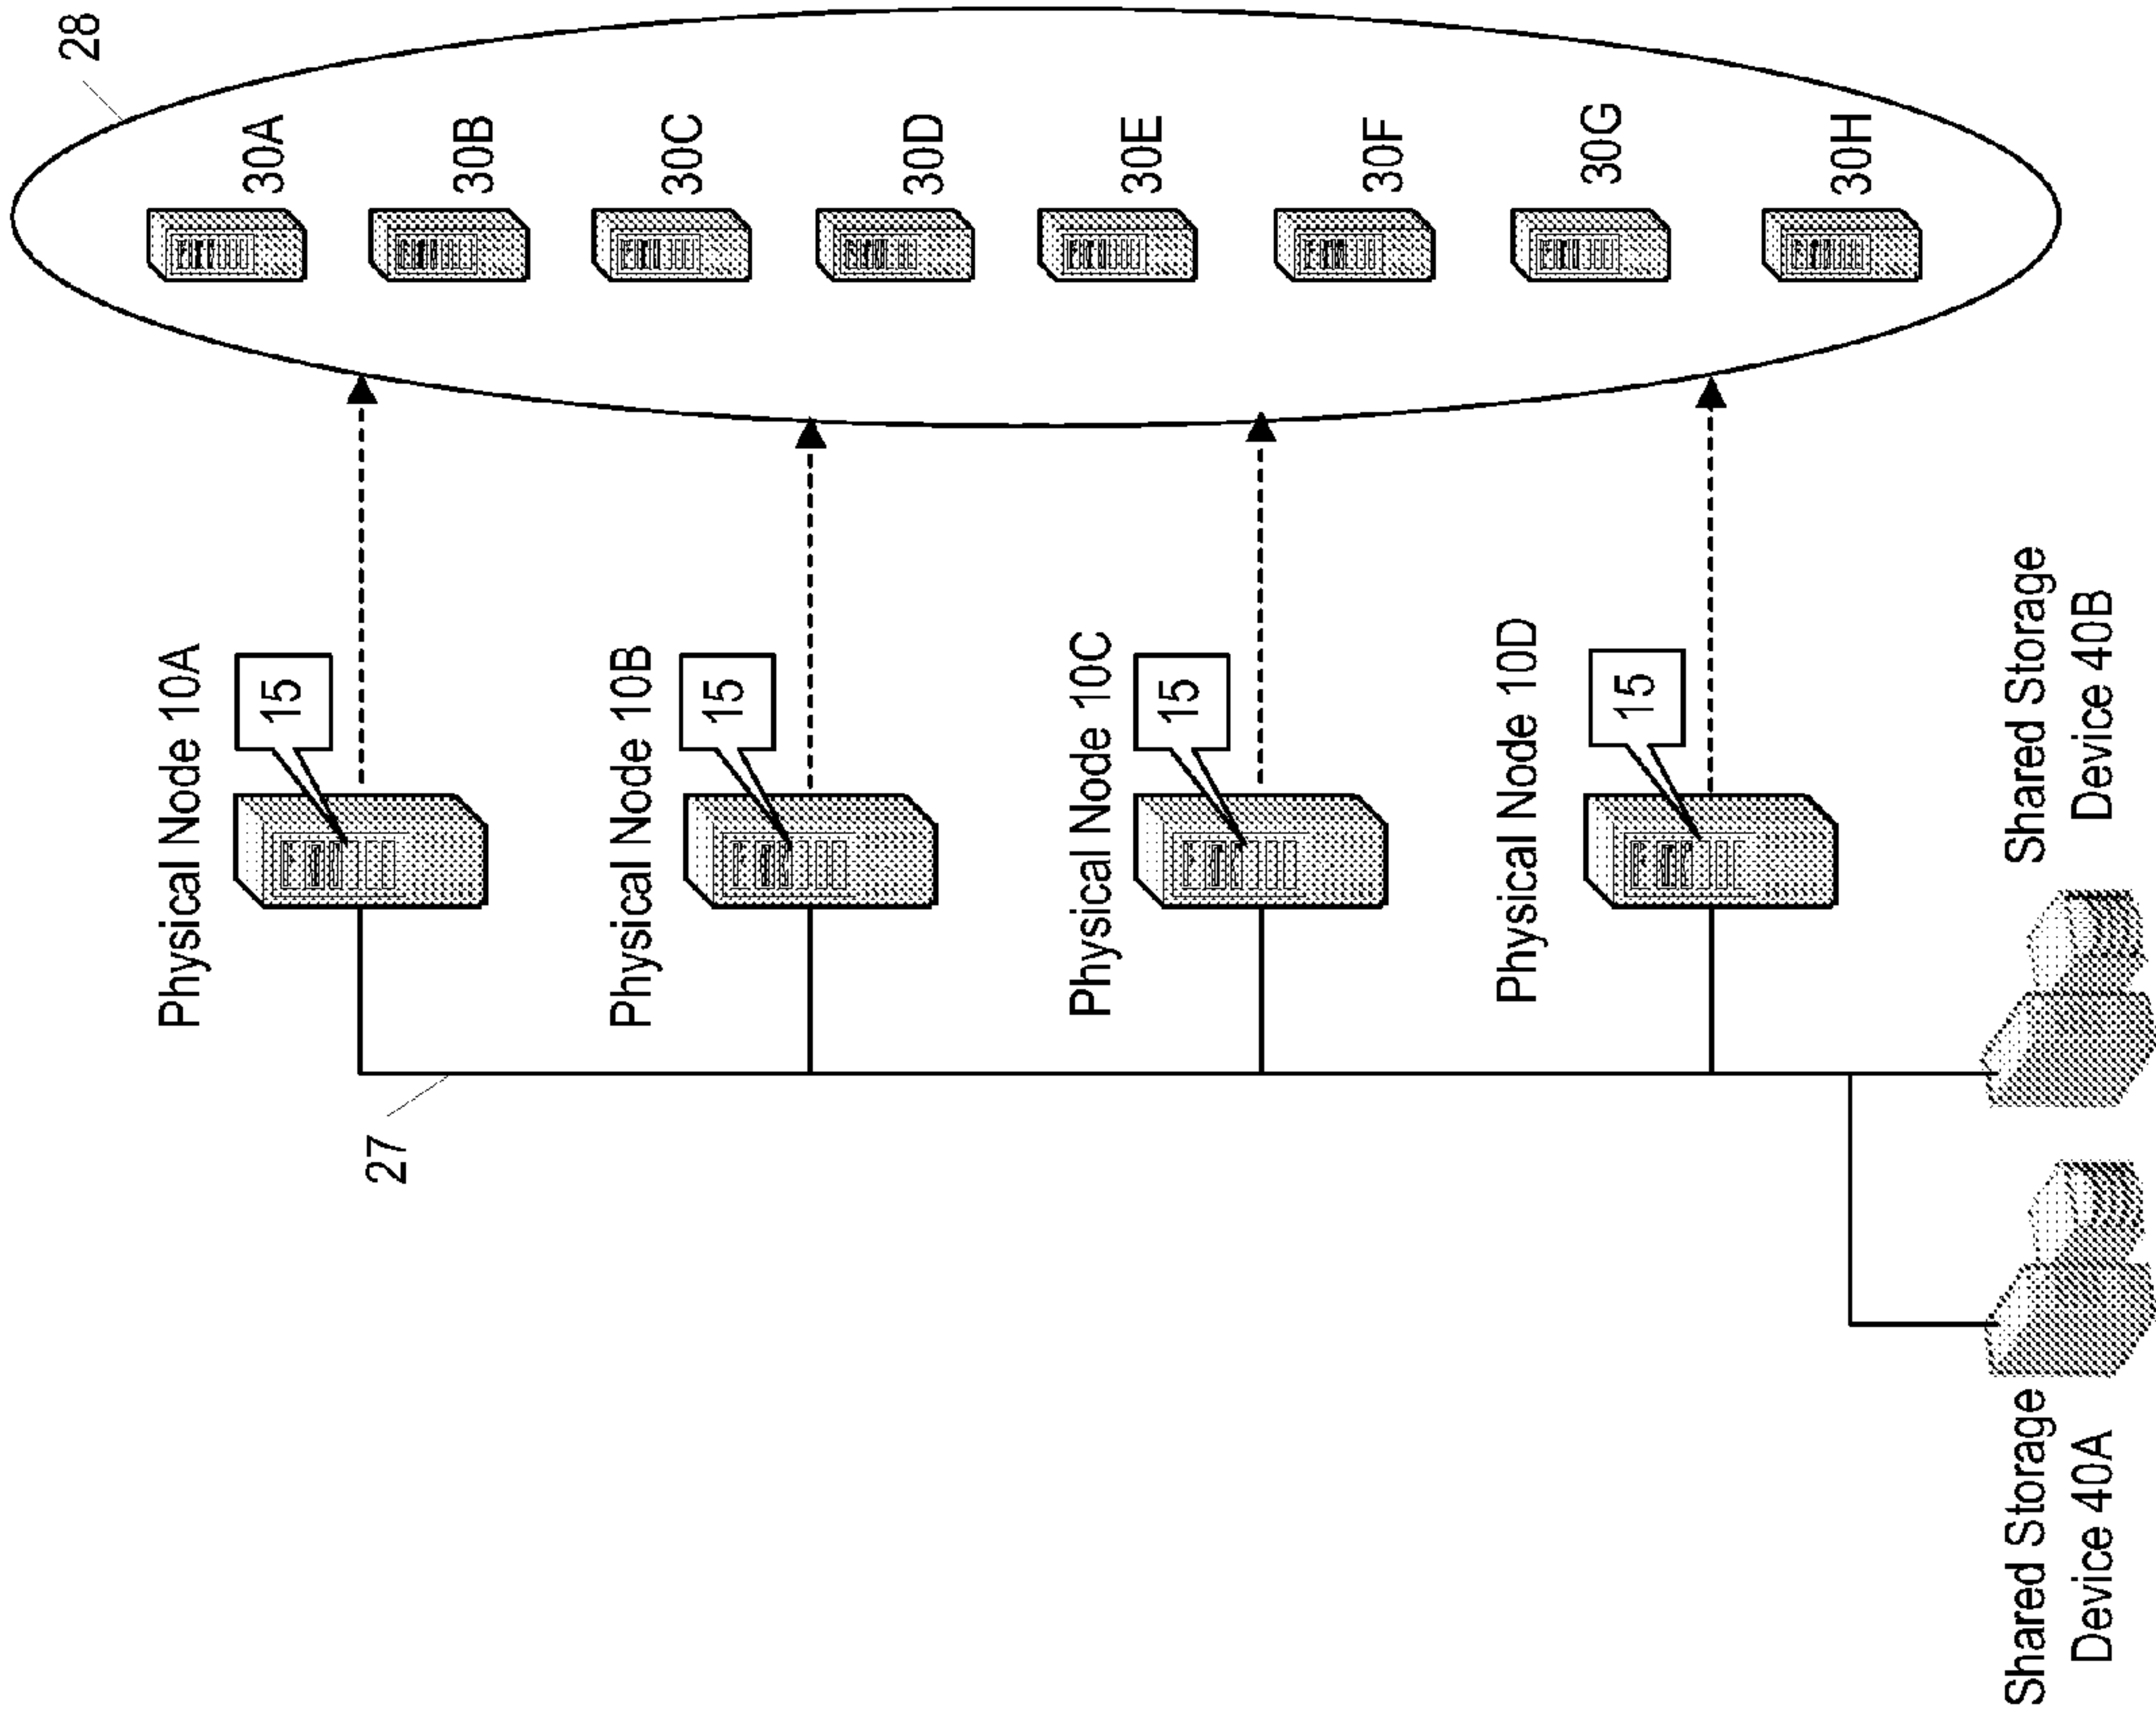 28
30A
30B
30C
30D
30E
30F
30G
30H
Physical Node 10A
15
Physical Node 10B
15
Physical Node 10C
15
Physical Node 10D
15
27
Shared Storage
Device 40A
Shared Storage
Device 40B